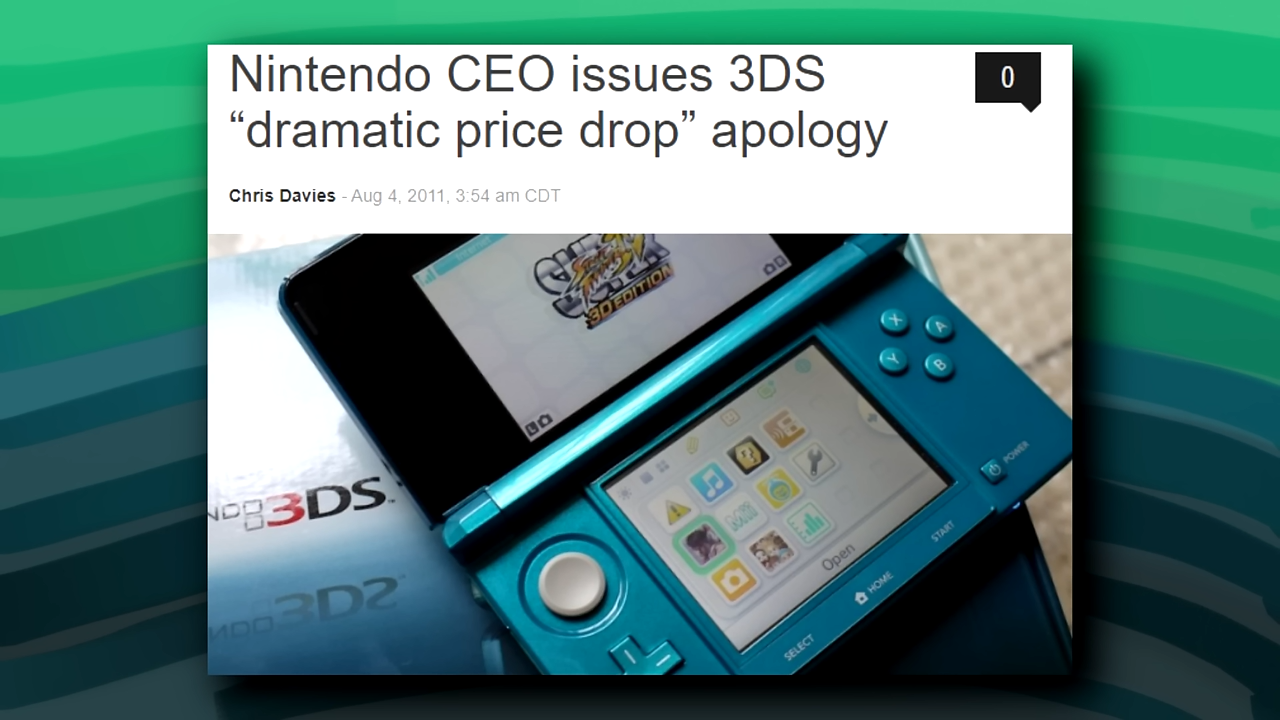 Nintendo CEO issues 3DS
“dramatic price drop” apology
0
Chris Davies - Aug 4, 2011, 3:54 am CDT
3D EDITION
X
A
Y
B
POWER
3DS
Open
START
HOME
SELECT